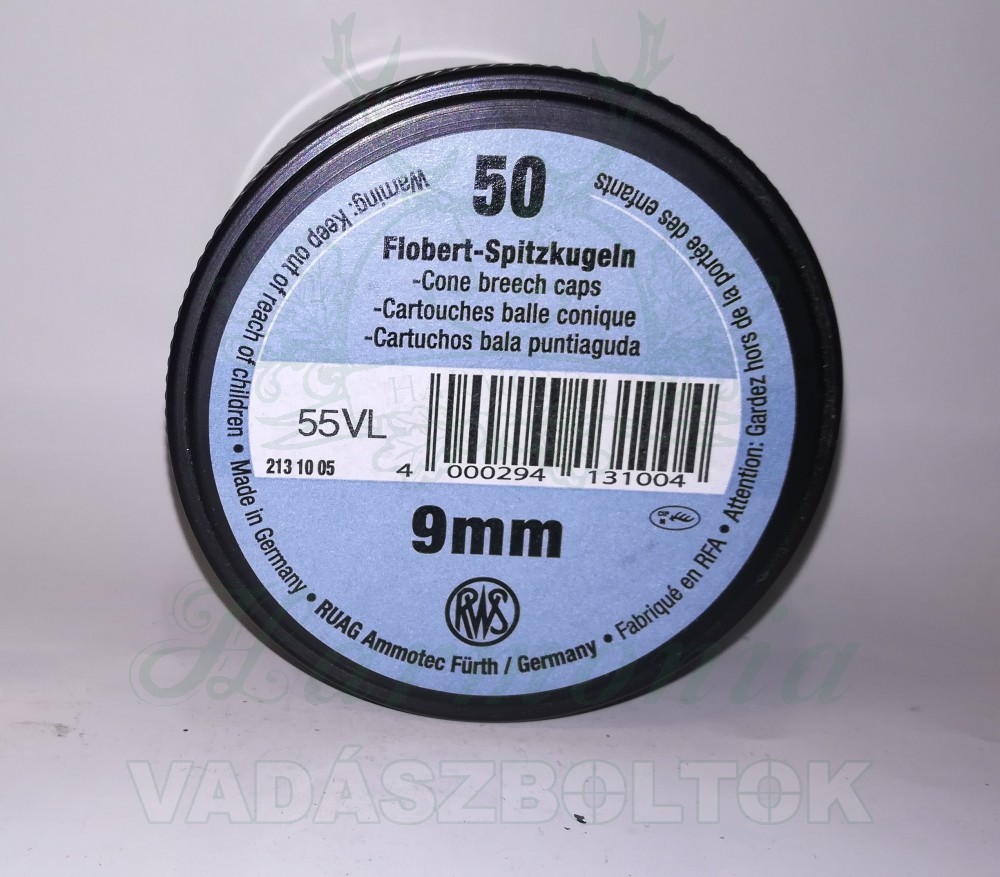 50
Flobert-Spitzkugeln
-Cone breech caps
-Cartouches balle conique
-Cartuchos bala puntiaguda
55VL
213 10 05
4 000294 131004
9mm
CIP
RWS
Warning: Keep out of reach of children • Made in Germany • RUAG Ammotec Fürth / Germany • Fabriqué en RFA • Attention: Gardez hors de la portée des enfants
Harmónia
VADÁSZBOLTOK